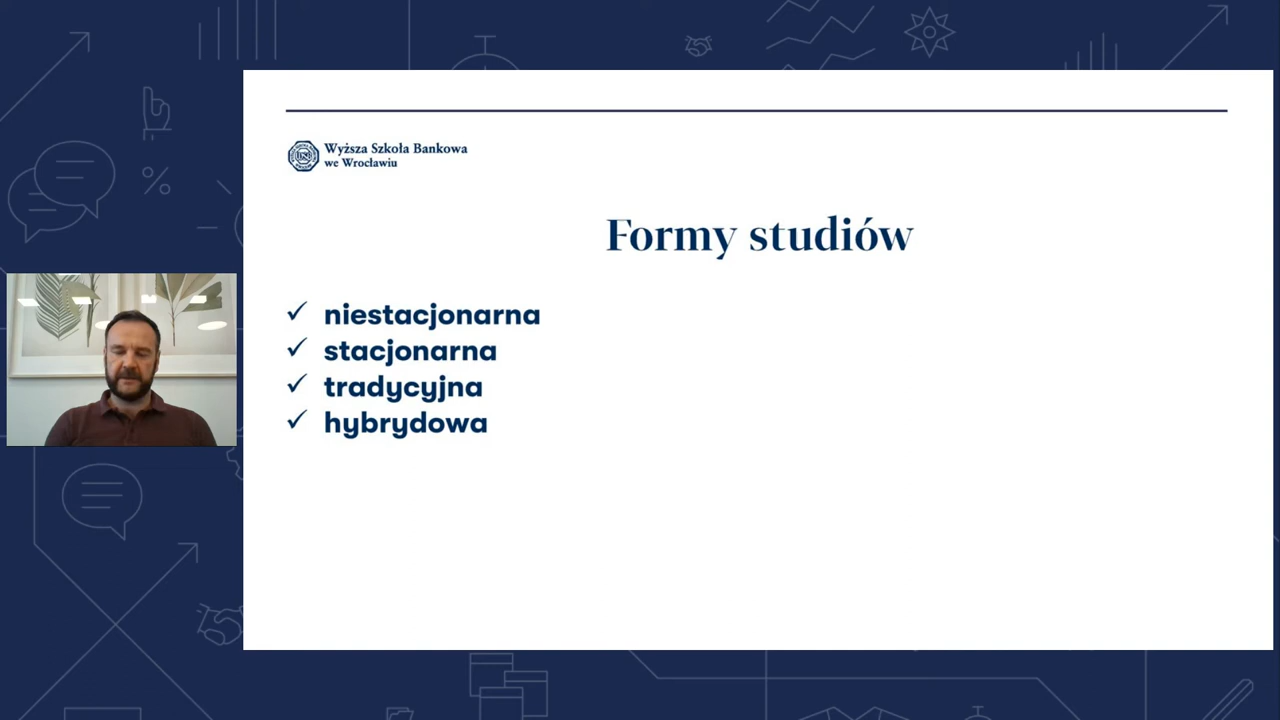 Wyższa Szkoła Bankowa
we Wrocławiu
Formy studiów
✓ niestacjonarna
✓ stacjonarna
✓ tradycyjna
✓ hybrydowa
%